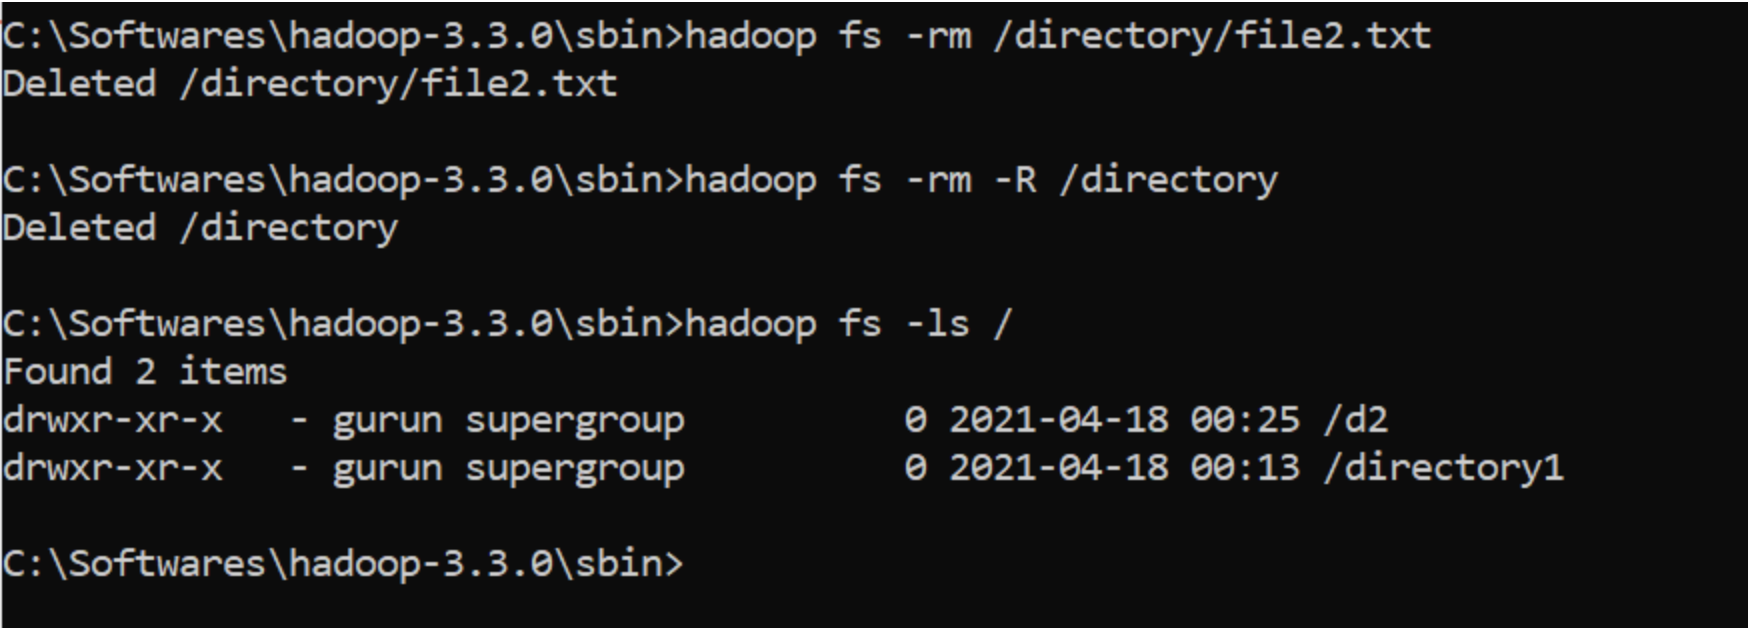 C:\Softwares\hadoop-3.3.0\sbin>hadoop fs -rm /directory/file2.txt
Deleted /directory/file2.txt
C:\Softwares\hadoop-3.3.0\sbin>hadoop fs -rm -R /directory
Deleted /directory
C:\Softwares\hadoop-3.3.0\sbin>hadoop fs -ls /
Found 2 items
drwxr-xr-x   - gurun supergroup          0 2021-04-18 00:25 /d2
drwxr-xr-x   - gurun supergroup          0 2021-04-18 00:13 /directory1
C:\Softwares\hadoop-3.3.0\sbin>